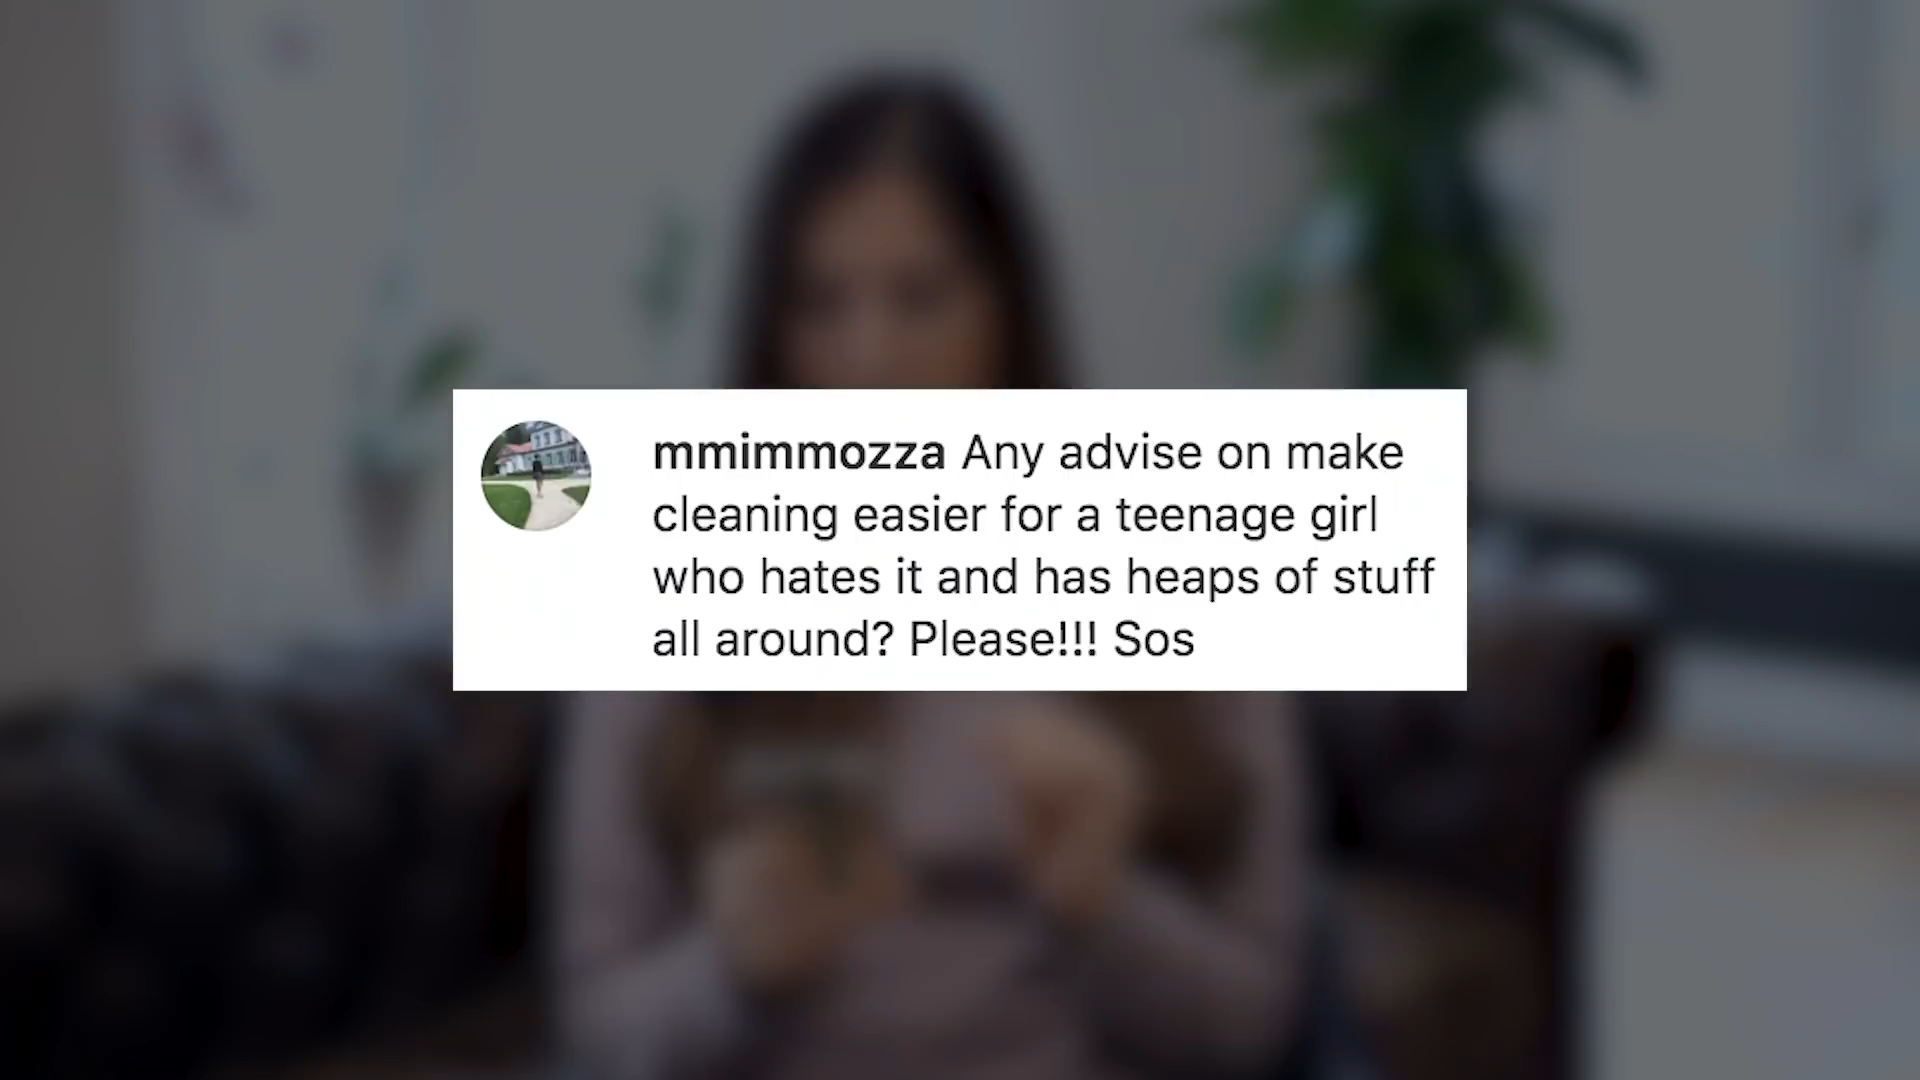 mmimmozza Any advise on make
cleaning easier for a teenage girl
who hates it and has heaps of stuff
all around? Please!!! Sos